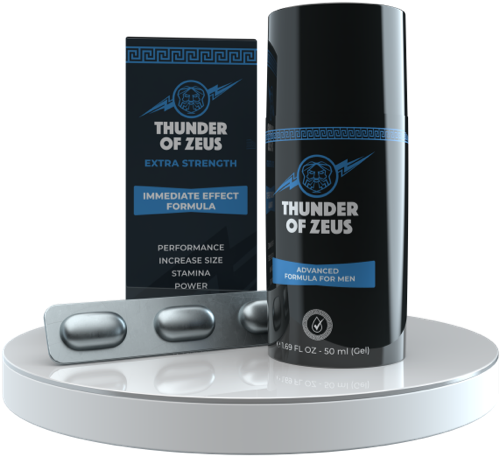 THUNDER
OF ZEUS
EXTRA STRENGTH
IMMEDIATE EFFECT
FORMULA
PERFORMANCE
INCREASE SIZE
STAMINA
POWER
THUNDER
OF ZEUS
ADVANCED
FORMULA FOR MEN
1.69 FL OZ - 50 ml (Gel)